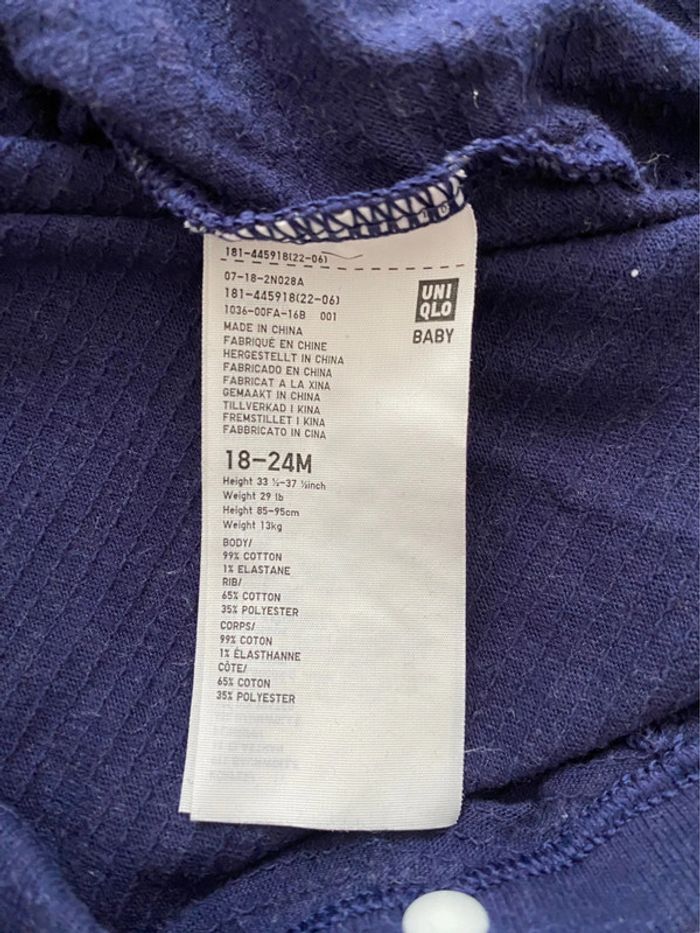 181-445918(22-06)
07-18-2N028A
181-445918(22-06)
1036-00FA-16B 001
UNI
QLO
BABY
MADE IN CHINA
FABRIQUÉ EN CHINE
HERGESTELLT IN CHINA
FABRICADO EN CHINA
FABRICAT A LA XINA
GEMAAKT IN CHINA
TILLVERKAD I KINA
FREMSTILLET I KINA
FABBRICATO IN CINA
18-24M
Height 33 ½-37 ½inch
Weight 29 lb
Height 85-95cm
Weight 13kg
BODY/
99% COTTON
1% ELASTANE
RIB/
65% COTTON
35% POLYESTER
CORPS/
99% COTON
1% ÉLASTHANNE
CÔTE/
65% COTON
35% POLYESTER